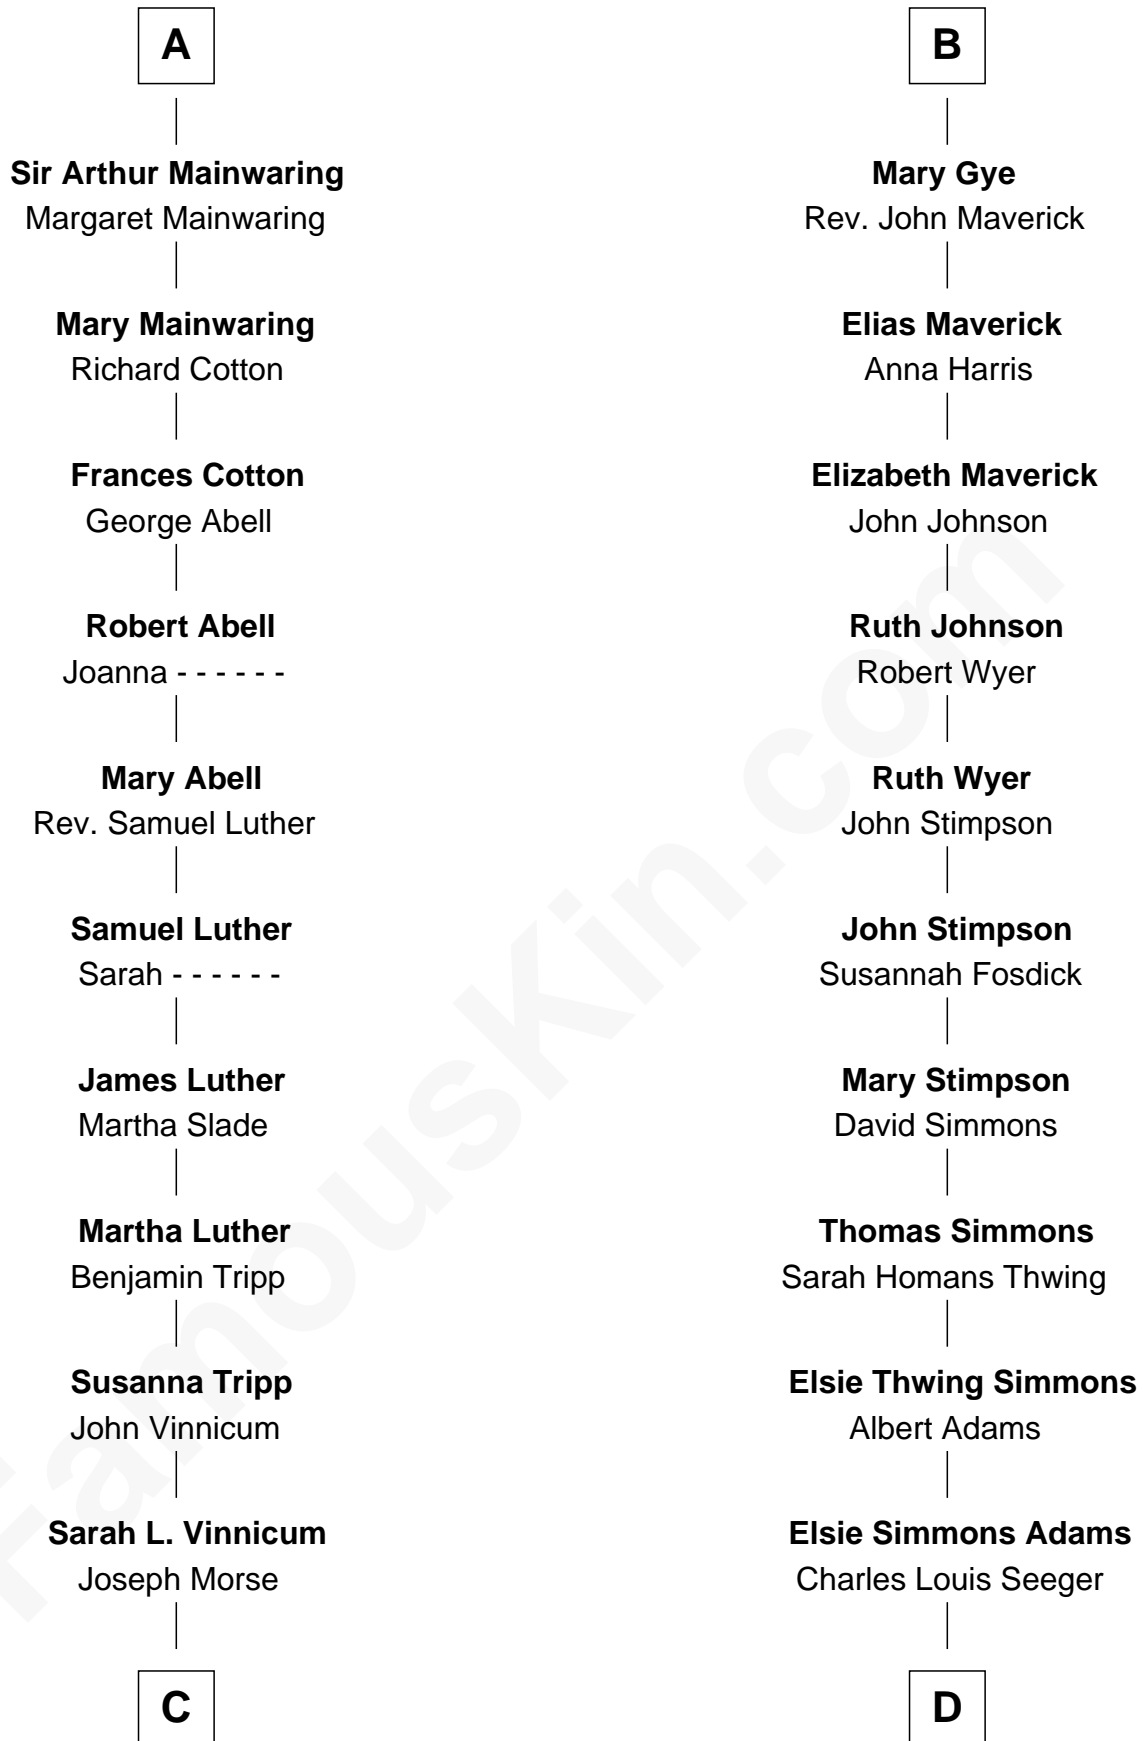 A
Sir Arthur Mainwaring
Margaret Mainwaring
Mary Mainwaring
Richard Cotton
Frances Cotton
George Abell
Robert Abell
Joanna - - - - - -
Mary Abell
Rev. Samuel Luther
Samuel Luther
Sarah - - - - - -
James Luther
Martha Slade
Martha Luther
Benjamin Tripp
Susanna Tripp
John Vinnicum
Sarah L. Vinnicum
Joseph Morse
C
B
Mary Gye
Rev. John Maverick
Elias Maverick
Anna Harris
Elizabeth Maverick
John Johnson
Ruth Johnson
Robert Wyer
Ruth Wyer
John Stimpson
John Stimpson
Susannah Fosdick
Mary Stimpson
David Simmons
Thomas Simmons
Sarah Homans Thwing
Elsie Thwing Simmons
Albert Adams
Elsie Simmons Adams
Charles Louis Seeger
D
FamousKin.com